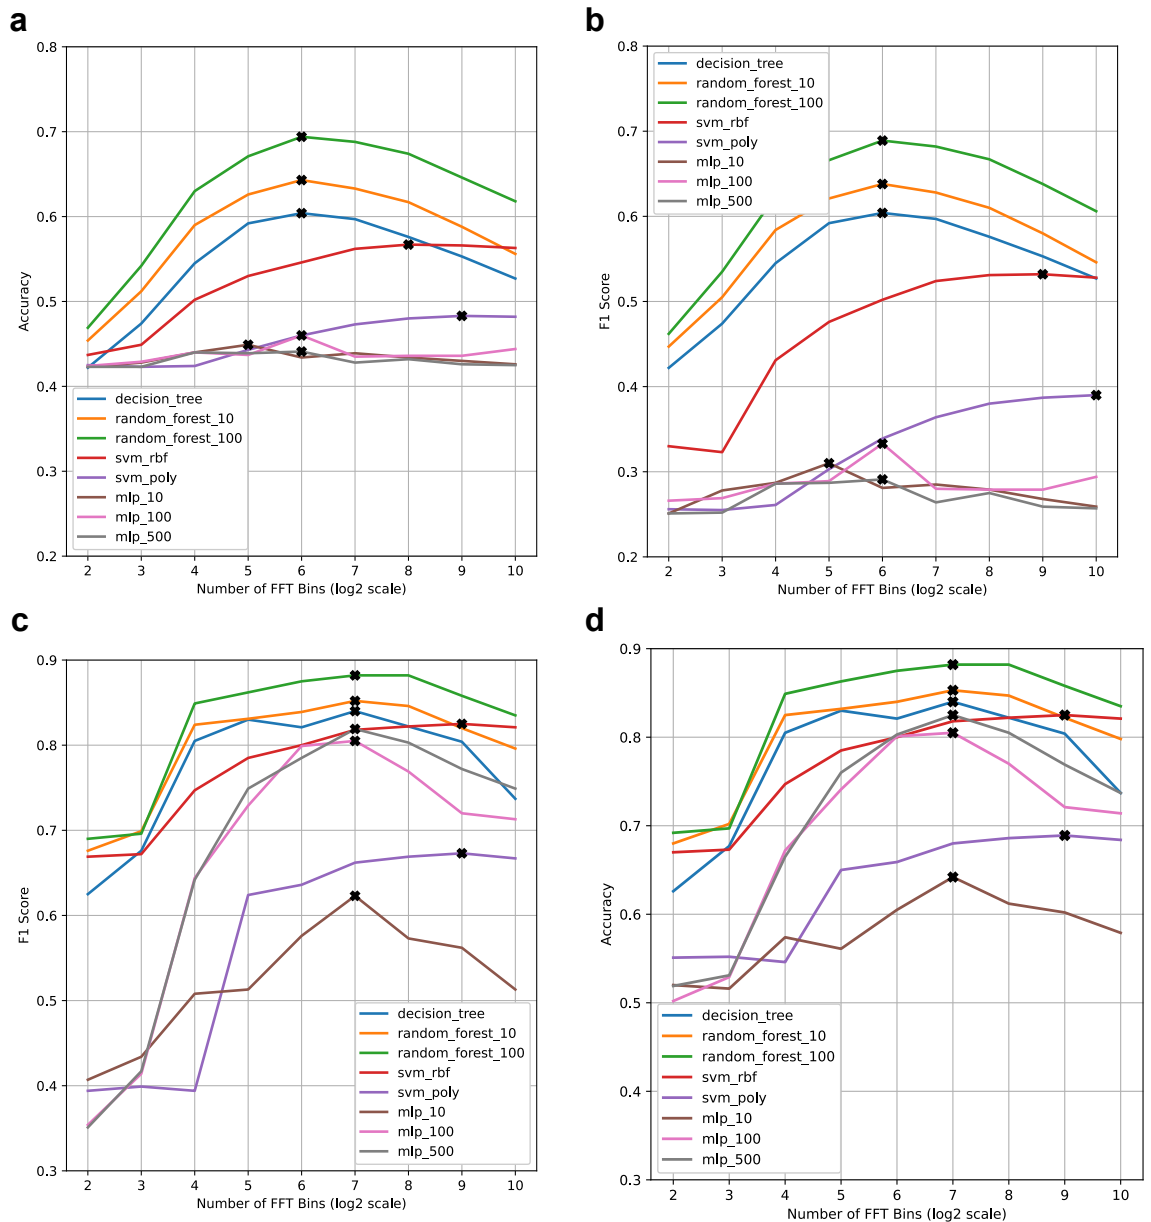 a
0.8
0.7
0.6
0.5
0.4
0.3
0.2
Accuracy
decision_tree
random_forest_10
random_forest_100
svm_rbf
svm_poly
mlp_10
mlp_100
mlp_500
2 3 4 5 6 7 8 9 10
Number of FFT Bins (log2 scale)
b
0.8
0.7
0.6
0.5
0.4
0.3
0.2
F1 Score
decision_tree
random_forest_10
random_forest_100
svm_rbf
svm_poly
mlp_10
mlp_100
mlp_500
2 3 4 5 6 7 8 9 10
Number of FFT Bins (log2 scale)
c
0.9
0.8
0.7
0.6
0.5
0.4
0.3
F1 Score
decision_tree
random_forest_10
random_forest_100
svm_rbf
svm_poly
mlp_10
mlp_100
mlp_500
2 3 4 5 6 7 8 9 10
Number of FFT Bins (log2 scale)
d
0.9
0.8
0.7
0.6
0.5
0.4
0.3
Accuracy
decision_tree
random_forest_10
random_forest_100
svm_rbf
svm_poly
mlp_10
mlp_100
mlp_500
2 3 4 5 6 7 8 9 10
Number of FFT Bins (log2 scale)